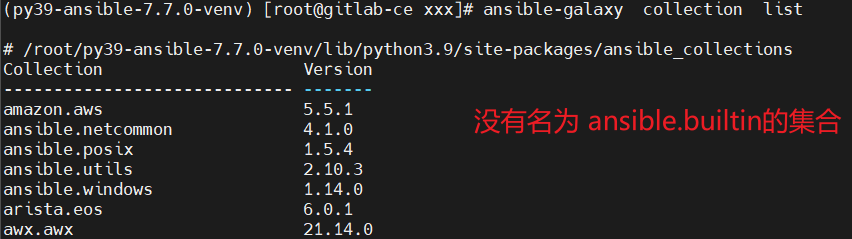 (py39-ansible-7.7.0-venv) [root@gitlab-ce xxx]# ansible-galaxy  collection  list
# /root/py39-ansible-7.7.0-venv/lib/python3.9/site-packages/ansible_collections
Collection                    Version
----------------------------- -------
amazon.aws                    5.5.1
ansible.netcommon             4.1.0
ansible.posix                 1.5.4
ansible.utils                 2.10.3
ansible.windows               1.14.0
arista.eos                    6.0.1
awx.awx                       21.14.0
没有名为 ansible.builtin的集合